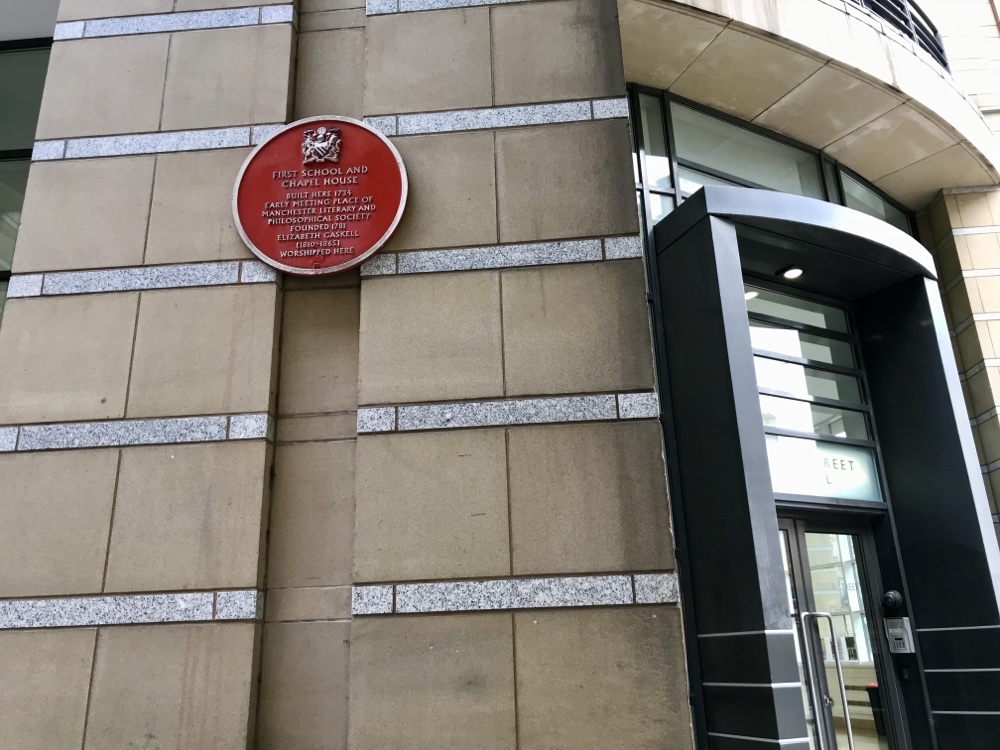 FIRST SCHOOL AND
CHAPEL HOUSE
BUILT HERE 1734
EARLY MEETING PLACE OF
MANCHESTER LITERARY AND
PHILOSOPHICAL SOCIETY
FOUNDED 1781
ELIZABETH GASKELL
(1810-1865)
WORSHIPPED HERE